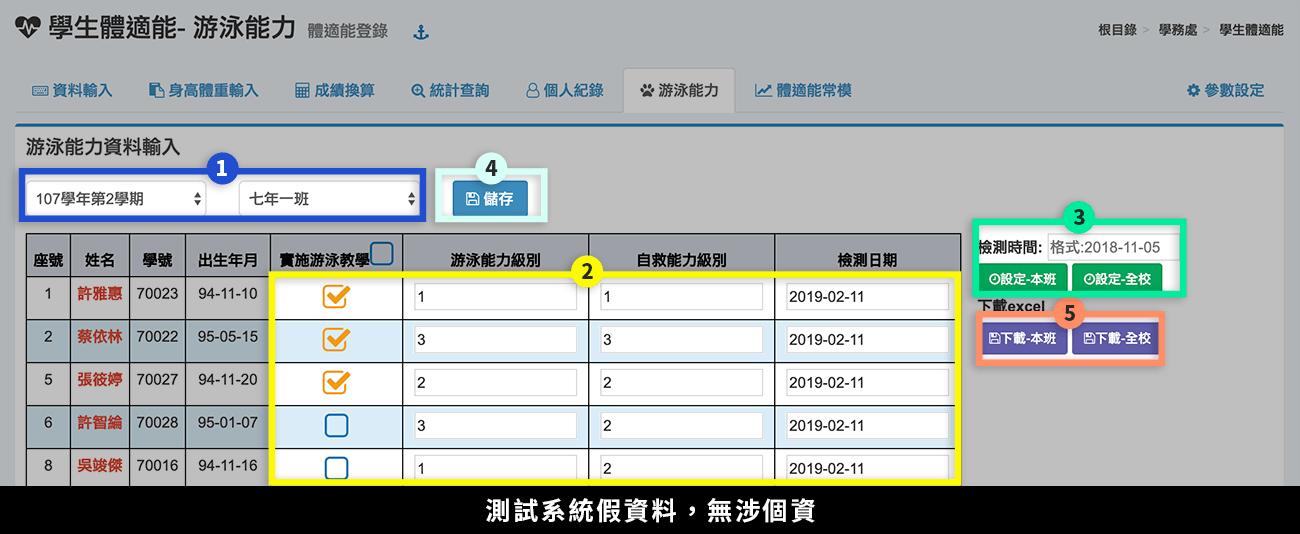 學生體適能- 游泳能力 體適能登錄
根目錄 > 學務處 > 學生體適能
資料輸入 身高體重輸入 成績換算 統計查詢 個人紀錄 游泳能力 體適能常模 參數設定
游泳能力資料輸入
1
4
107學年第2學期 七年一班 儲存
3
檢測時間: 格式:2018-11-05
設定-本班 設定-全校
下載excel
5
下載-本班 下載-全校
2
座號 姓名 學號 出生年月 實施游泳教學 游泳能力級別 自救能力級別 檢測日期
1 許雅惠 70023 94-11-10 1 1 2019-02-11
2 蔡依林 70022 95-05-15 3 3 2019-02-11
5 張筱婷 70027 94-11-20 2 2 2019-02-11
6 許智綸 70028 95-01-07 3 2 2019-02-11
8 吳竣傑 70016 94-11-16 1 2 2019-02-11
測試系統假資料，無涉個資